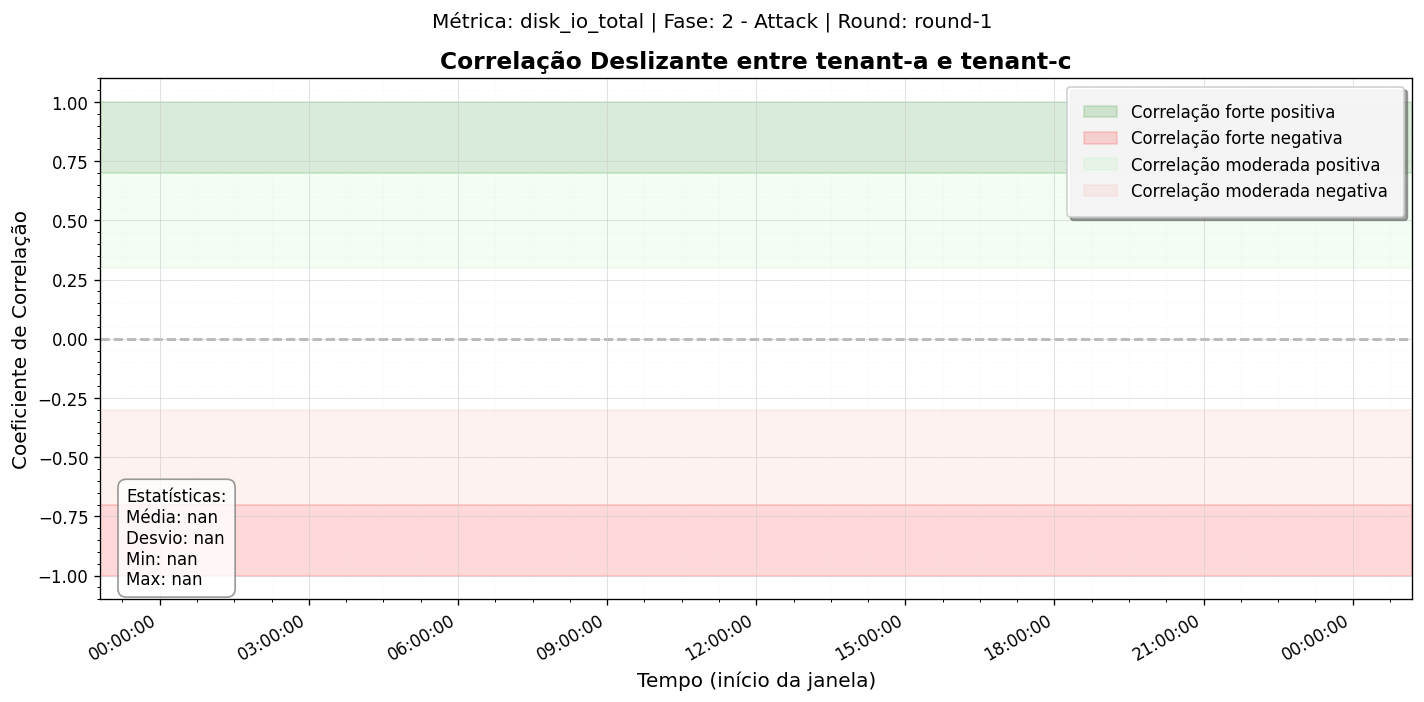 Métrica: disk_io_total | Fase: 2 - Attack | Round: round-1
Correlação Deslizante entre tenant-a e tenant-c
Correlação forte positiva
Correlação forte negativa
Correlação moderada positiva
Correlação moderada negativa
Coeficiente de Correlação
1.00
0.75
0.50
0.25
0.00
−0.25
−0.50
−0.75
−1.00
Estatísticas:
Média: nan
Desvio: nan
Min: nan
Max: nan
00:00:00
03:00:00
06:00:00
09:00:00
12:00:00
15:00:00
18:00:00
21:00:00
00:00:00
Tempo (início da janela)